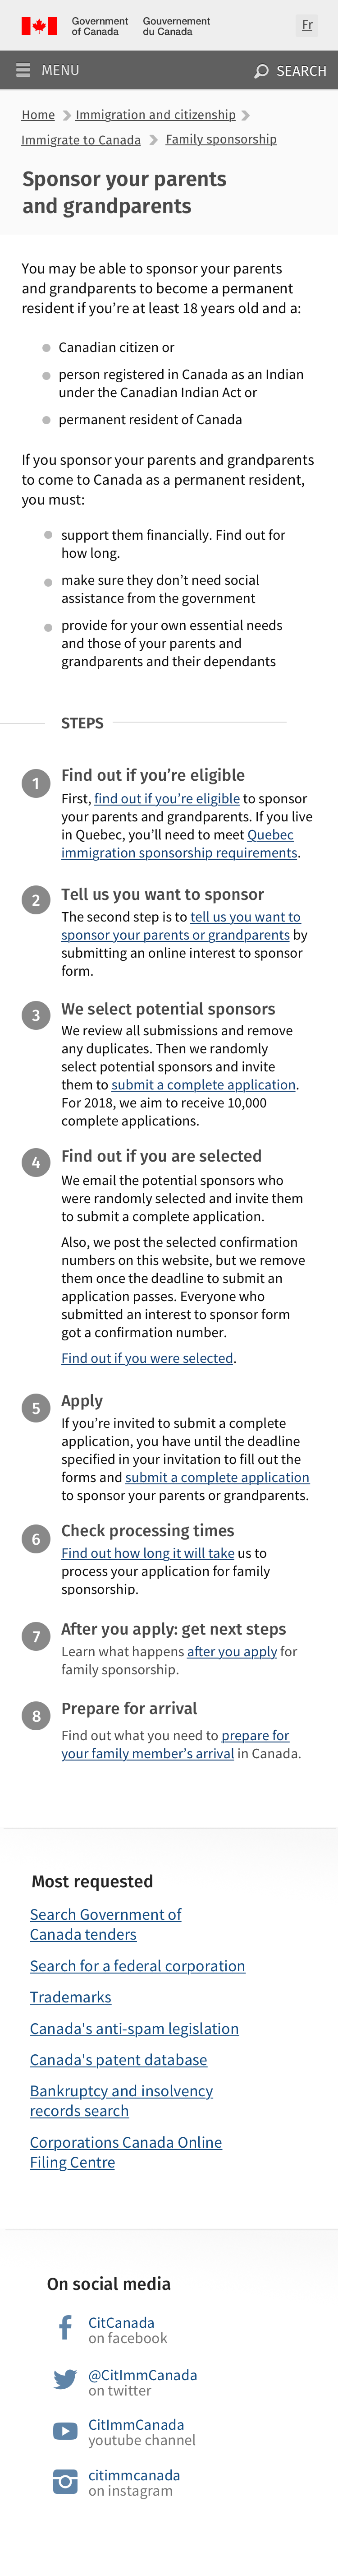 Government of Canada
Gouvernement du Canada
Fr
MENU
SEARCH
Home
Immigration and citizenship
Immigrate to Canada
Family sponsorship
Sponsor your parents
and grandparents
You may be able to sponsor your parents
and grandparents to become a permanent
resident if you’re at least 18 years old and a:
Canadian citizen or
person registered in Canada as an Indian
under the Canadian Indian Act or
permanent resident of Canada
If you sponsor your parents and grandparents
to come to Canada as a permanent resident,
you must:
support them financially. Find out for
how long.
make sure they don’t need social
assistance from the government
provide for your own essential needs
and those of your parents and
grandparents and their dependants
STEPS
1
Find out if you’re eligible
First, find out if you’re eligible to sponsor
your parents and grandparents. If you live
in Quebec, you’ll need to meet Quebec
immigration sponsorship requirements.
2
Tell us you want to sponsor
The second step is to tell us you want to
sponsor your parents or grandparents by
submitting an online interest to sponsor
form.
3
We select potential sponsors
We review all submissions and remove
any duplicates. Then we randomly
select potential sponsors and invite
them to submit a complete application.
For 2018, we aim to receive 10,000
complete applications.
4
Find out if you are selected
We email the potential sponsors who
were randomly selected and invite them
to submit a complete application.
Also, we post the selected confirmation
numbers on this website, but we remove
them once the deadline to submit an
application passes. Everyone who
submitted an interest to sponsor form
got a confirmation number.
Find out if you were selected.
5
Apply
If you’re invited to submit a complete
application, you have until the deadline
specified in your invitation to fill out the
forms and submit a complete application
to sponsor your parents or grandparents.
6
Check processing times
Find out how long it will take us to
process your application for family
sponsorship.
7
After you apply: get next steps
Learn what happens after you apply for
family sponsorship.
8
Prepare for arrival
Find out what you need to prepare for
your family member’s arrival in Canada.
Most requested
Search Government of
Canada tenders
Search for a federal corporation
Trademarks
Canada's anti-spam legislation
Canada's patent database
Bankruptcy and insolvency
records search
Corporations Canada Online
Filing Centre
On social media
CitCanada
on facebook
@CitImmCanada
on twitter
CitImmCanada
youtube channel
citimmcanada
on instagram